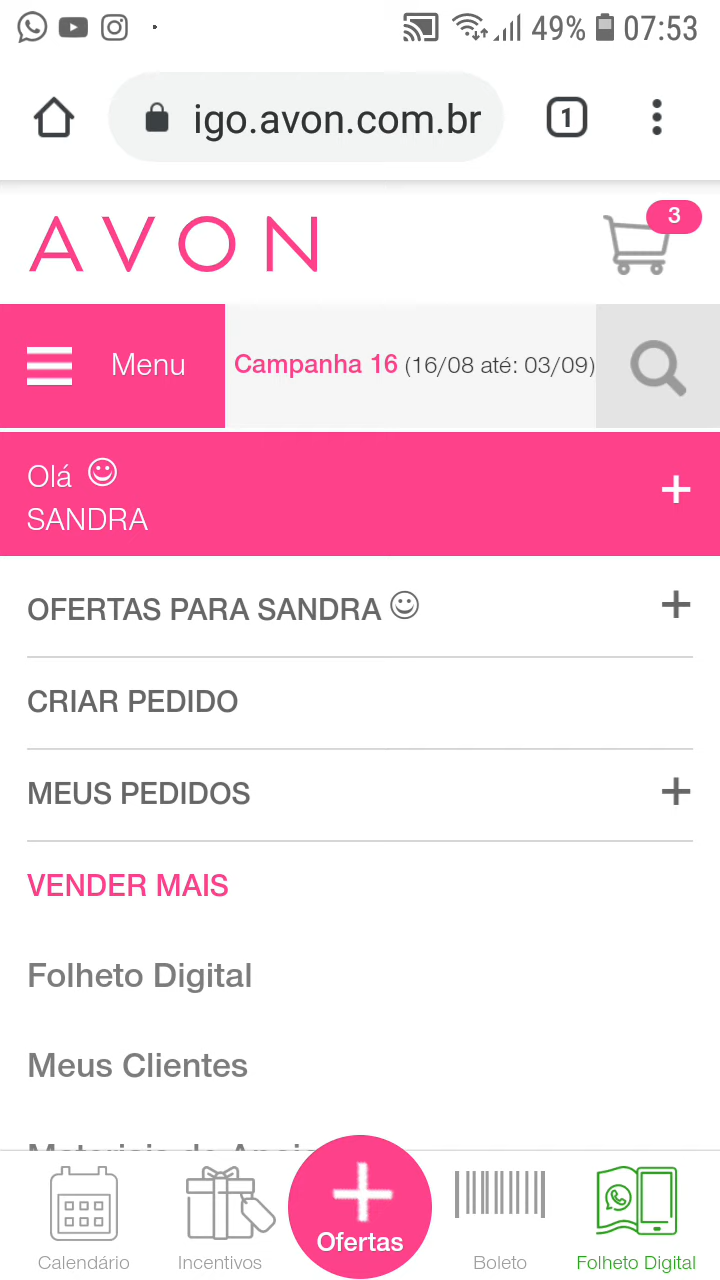 49% 07:53
igo.avon.com.br
1
AVON
3
Menu
Campanha 16 (16/08 até: 03/09)
Olá
SANDRA
OFERTAS PARA SANDRA
CRIAR PEDIDO
MEUS PEDIDOS
VENDER MAIS
Folheto Digital
Meus Clientes
Ofertas
Calendário
Incentivos
Boleto
Folheto Digital